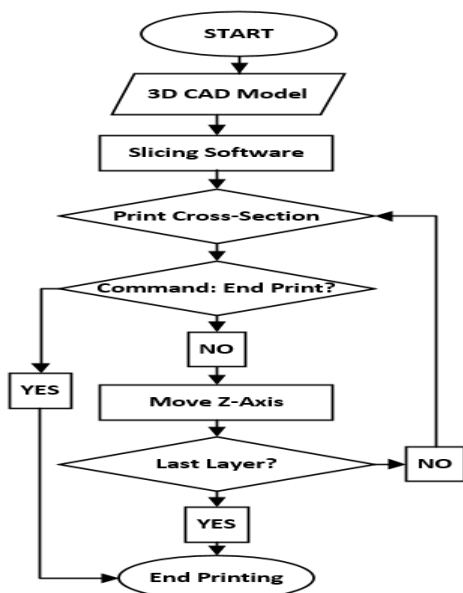 START
3D CAD Model
Slicing Software
Print Cross-Section
Command: End Print?
NO
YES
Move Z-Axis
Last Layer?
NO
YES
End Printing